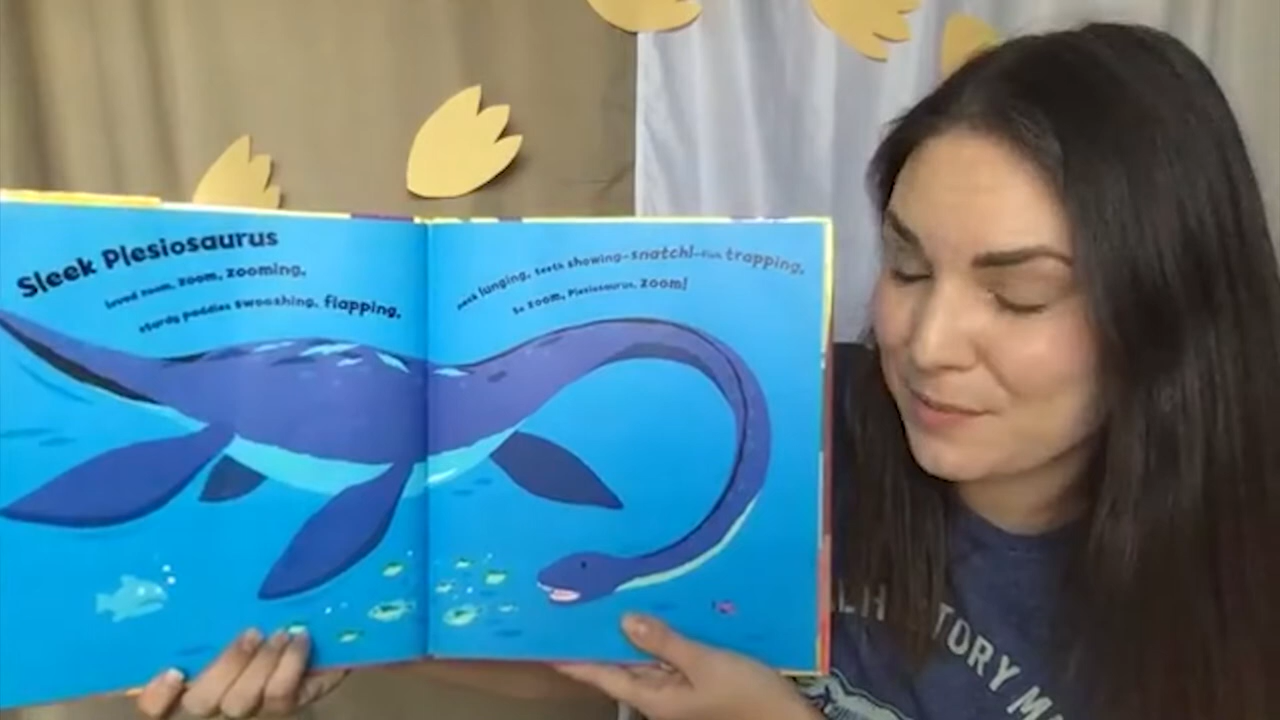 Sleek Plesiosaurus
loved zoom, zoom, zooming,
sturdy paddles swooshing, flapping,
neck lunging, teeth showing–snatch!–fish trapping,
So zoom, Plesiosaurus, zoom!
TORY M